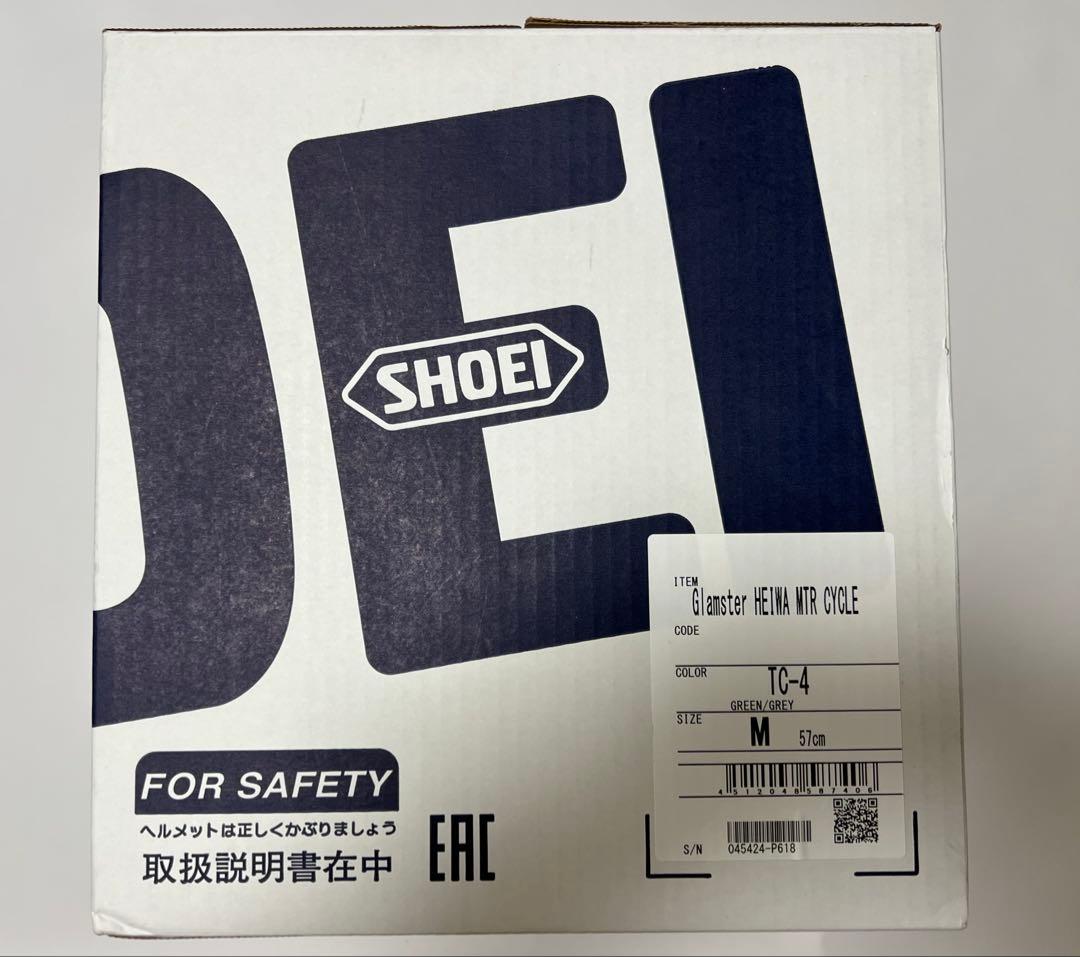 OEI
SHOEI
ITEM
Glamster HEIWA MTR CYCLE
CODE
COLOR
TC-4
GREEN/GREY
SIZE
M 57cm
4512048587406
S/N 045424-P618
FOR SAFETY
ヘルメットは正しくかぶりましょう
取扱説明書在中
EAC